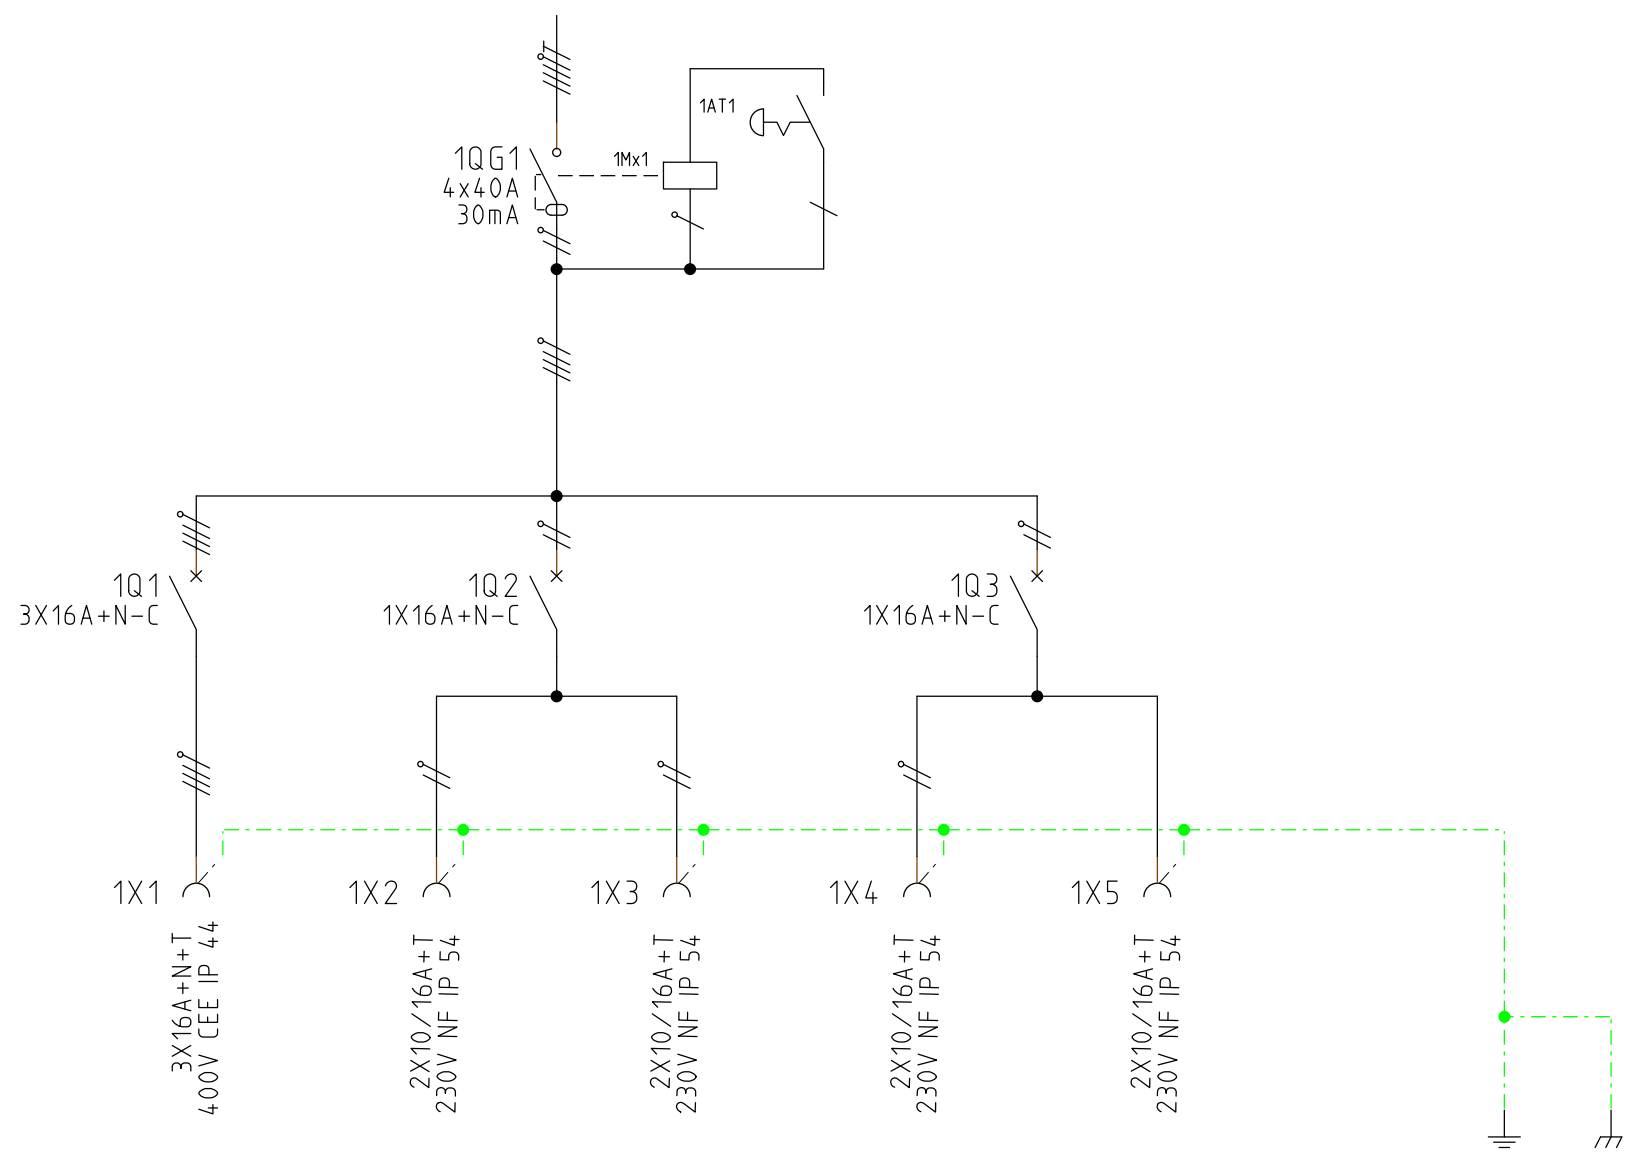 1AT1
1Mx1
1QG1
4x40A
30mA
1Q1
3X16A+N-C
1Q2
1X16A+N-C
1Q3
1X16A+N-C
1X1
1X2
1X3
1X4
1X5
3X16A+N+T
400V CEE IP 44
2X10/16A+T
230V NF IP 54
2X10/16A+T
230V NF IP 54
2X10/16A+T
230V NF IP 54
2X10/16A+T
230V NF IP 54